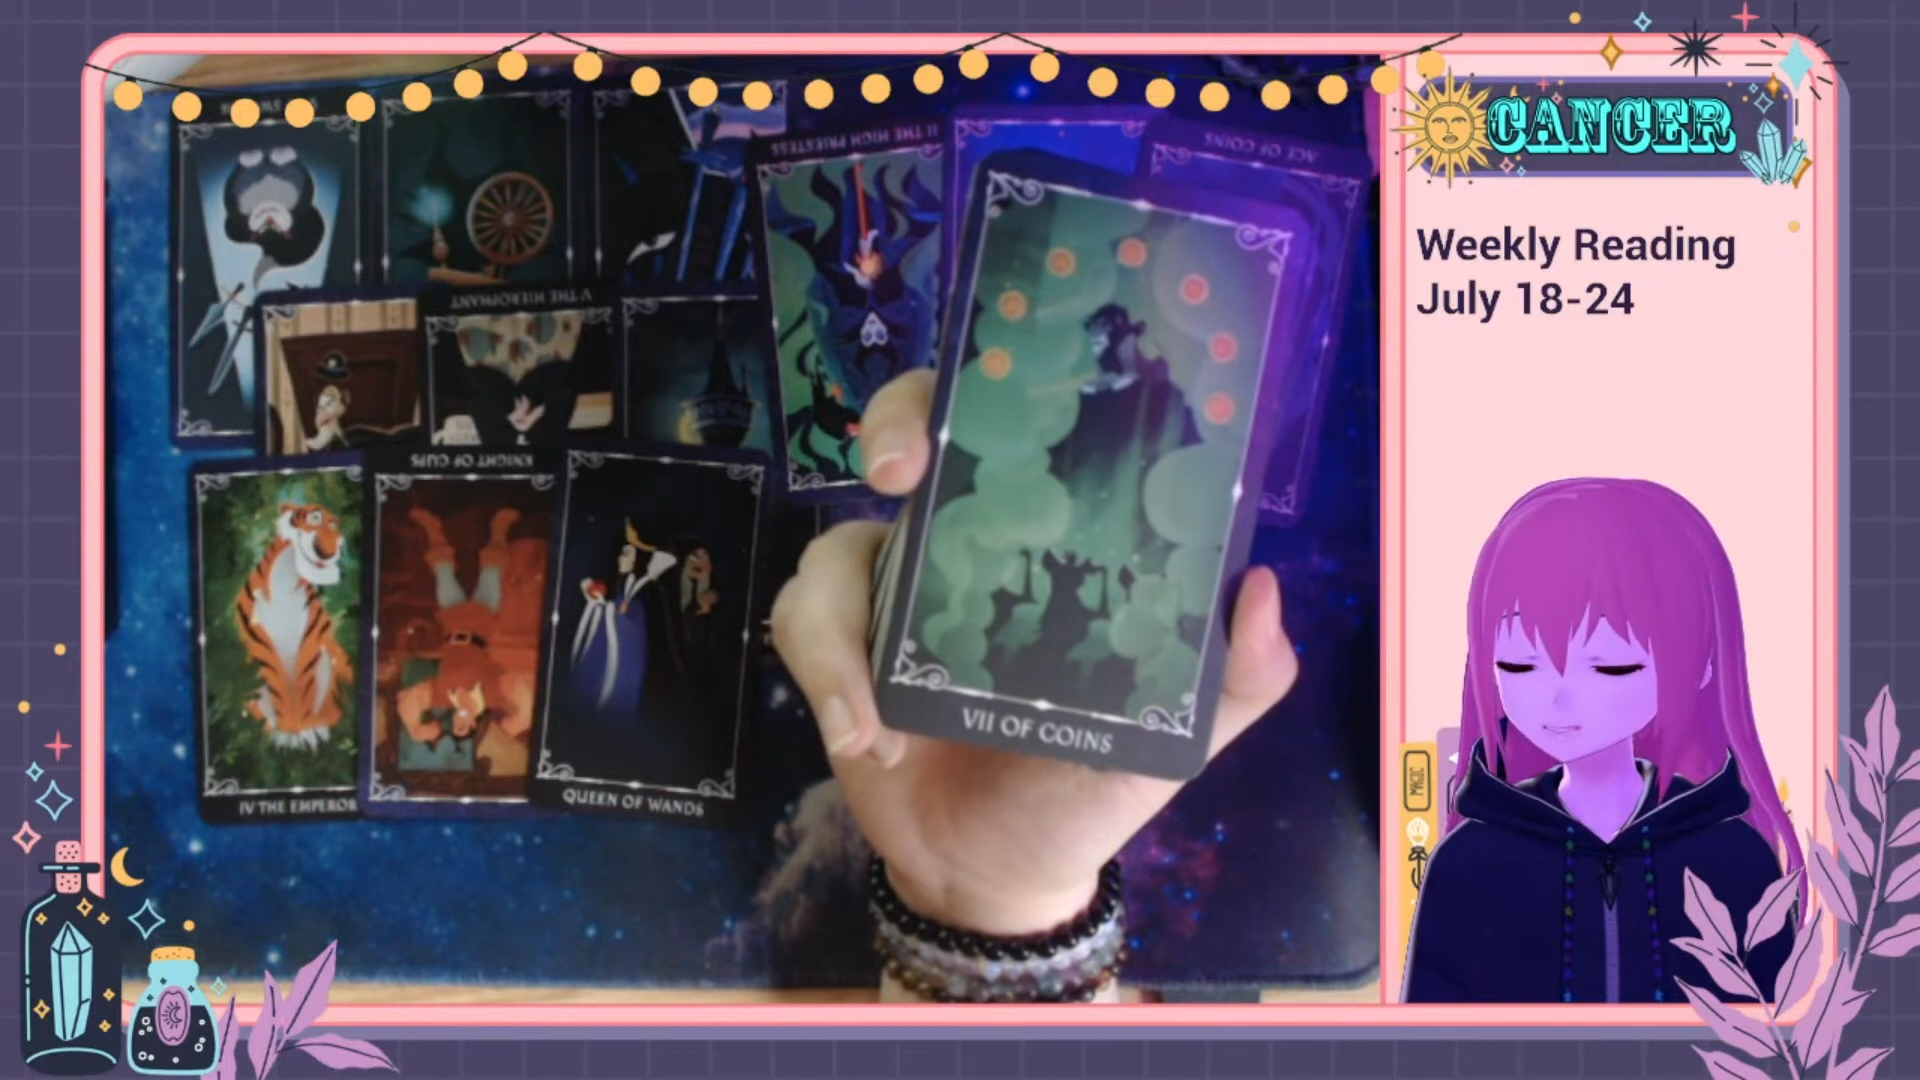 CANCER
Weekly Reading
July 18-24
II THE HIGH PRIESTESS
ACE OF COINS
V THE HIEROPHANT
KNIGHT OF CUPS
VII OF COINS
IV THE EMPEROR
QUEEN OF WANDS
MAGIC